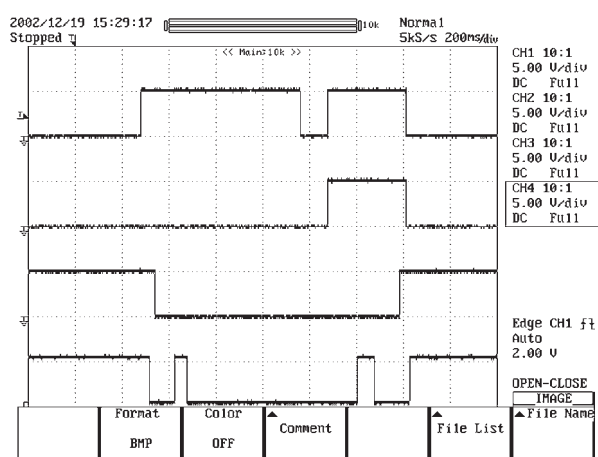 2002/12/19 15:29:17 10k Normal
Stopped 5kS/s 200ms/div
<< Main:10k >>
CH1 10:1
5.00 V/div
DC Full
CH2 10:1
5.00 V/div
DC Full
CH3 10:1
5.00 V/div
DC Full
CH4 10:1
5.00 V/div
DC Full
Edge CH1
Auto
2.00 V
OPEN-CLOSE
IMAGE
Format Color Comment File List File Name
BMP OFF